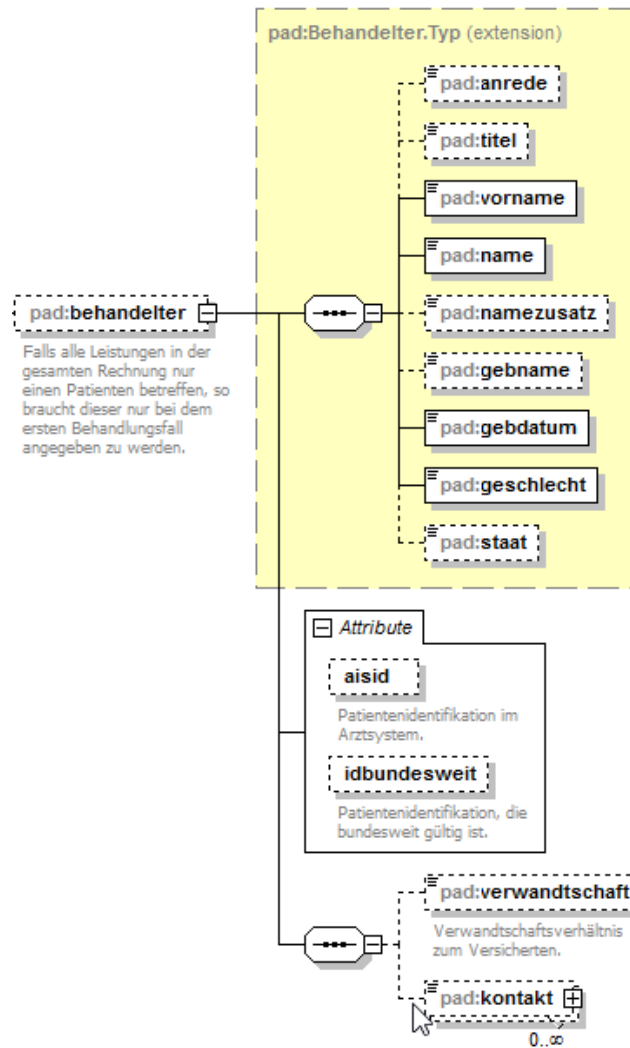 pad:Behandelter.Typ (extension)
pad:anrede
pad:titel
pad:vorname
pad:name
pad:behandelter
Falls alle Leistungen in der
gesamten Rechnung nur
einen Patienten betreffen, so
braucht dieser nur bei dem
ersten Behandlungsfall
angegeben zu werden.
pad:namezusatz
pad:gebname
pad:gebdatum
pad:geschlecht
pad:staat
Attribute
aisid
Patientenidentifikation im
Arztsystem.
idbundesweit
Patientenidentifikation, die
bundesweit gültig ist.
pad:verwandtschaft
Verwandtschaftsverhältnis
zum Versicherten.
pad:kontakt
0..∞